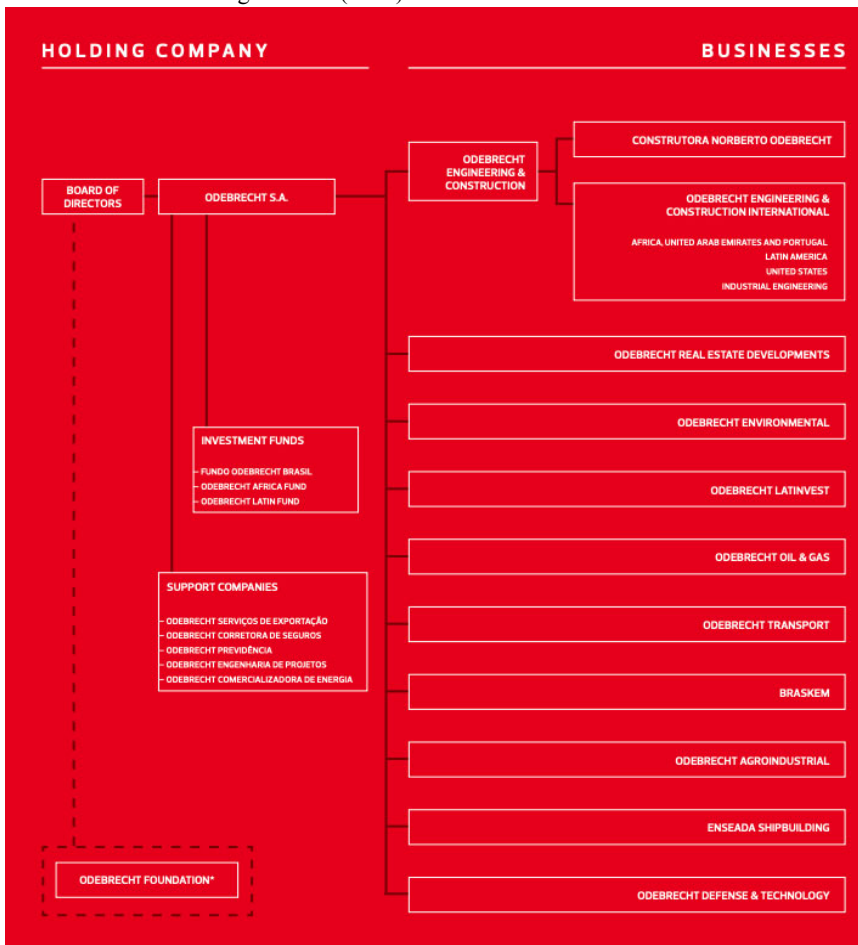 HOLDING COMPANY
BUSINESSES
BOARD OF
DIRECTORS
ODEBRECHT S.A.
ODEBRECHT
ENGINEERING &
CONSTRUCTION
CONSTRUTORA NORBERTO ODEBRECHT
ODEBRECHT ENGINEERING &
CONSTRUCTION INTERNATIONAL
AFRICA, UNITED ARAB EMIRATES AND PORTUGAL
LATIN AMERICA
UNITED STATES
INDUSTRIAL ENGINEERING
ODEBRECHT REAL ESTATE DEVELOPMENTS
ODEBRECHT ENVIRONMENTAL
INVESTMENT FUNDS
– FUNDO ODEBRECHT BRASIL
– ODEBRECHT AFRICA FUND
– ODEBRECHT LATIN FUND
ODEBRECHT LATINVEST
ODEBRECHT OIL & GAS
SUPPORT COMPANIES
– ODEBRECHT SERVIÇOS DE EXPORTAÇÃO
– ODEBRECHT CORRETORA DE SEGUROS
– ODEBRECHT PREVIDÊNCIA
– ODEBRECHT ENGENHARIA DE PROJETOS
– ODEBRECHT COMERCIALIZADORA DE ENERGIA
ODEBRECHT TRANSPORT
BRASKEM
ODEBRECHT AGROINDUSTRIAL
ENSEADA SHIPBUILDING
ODEBRECHT FOUNDATION*
ODEBRECHT DEFENSE & TECHNOLOGY